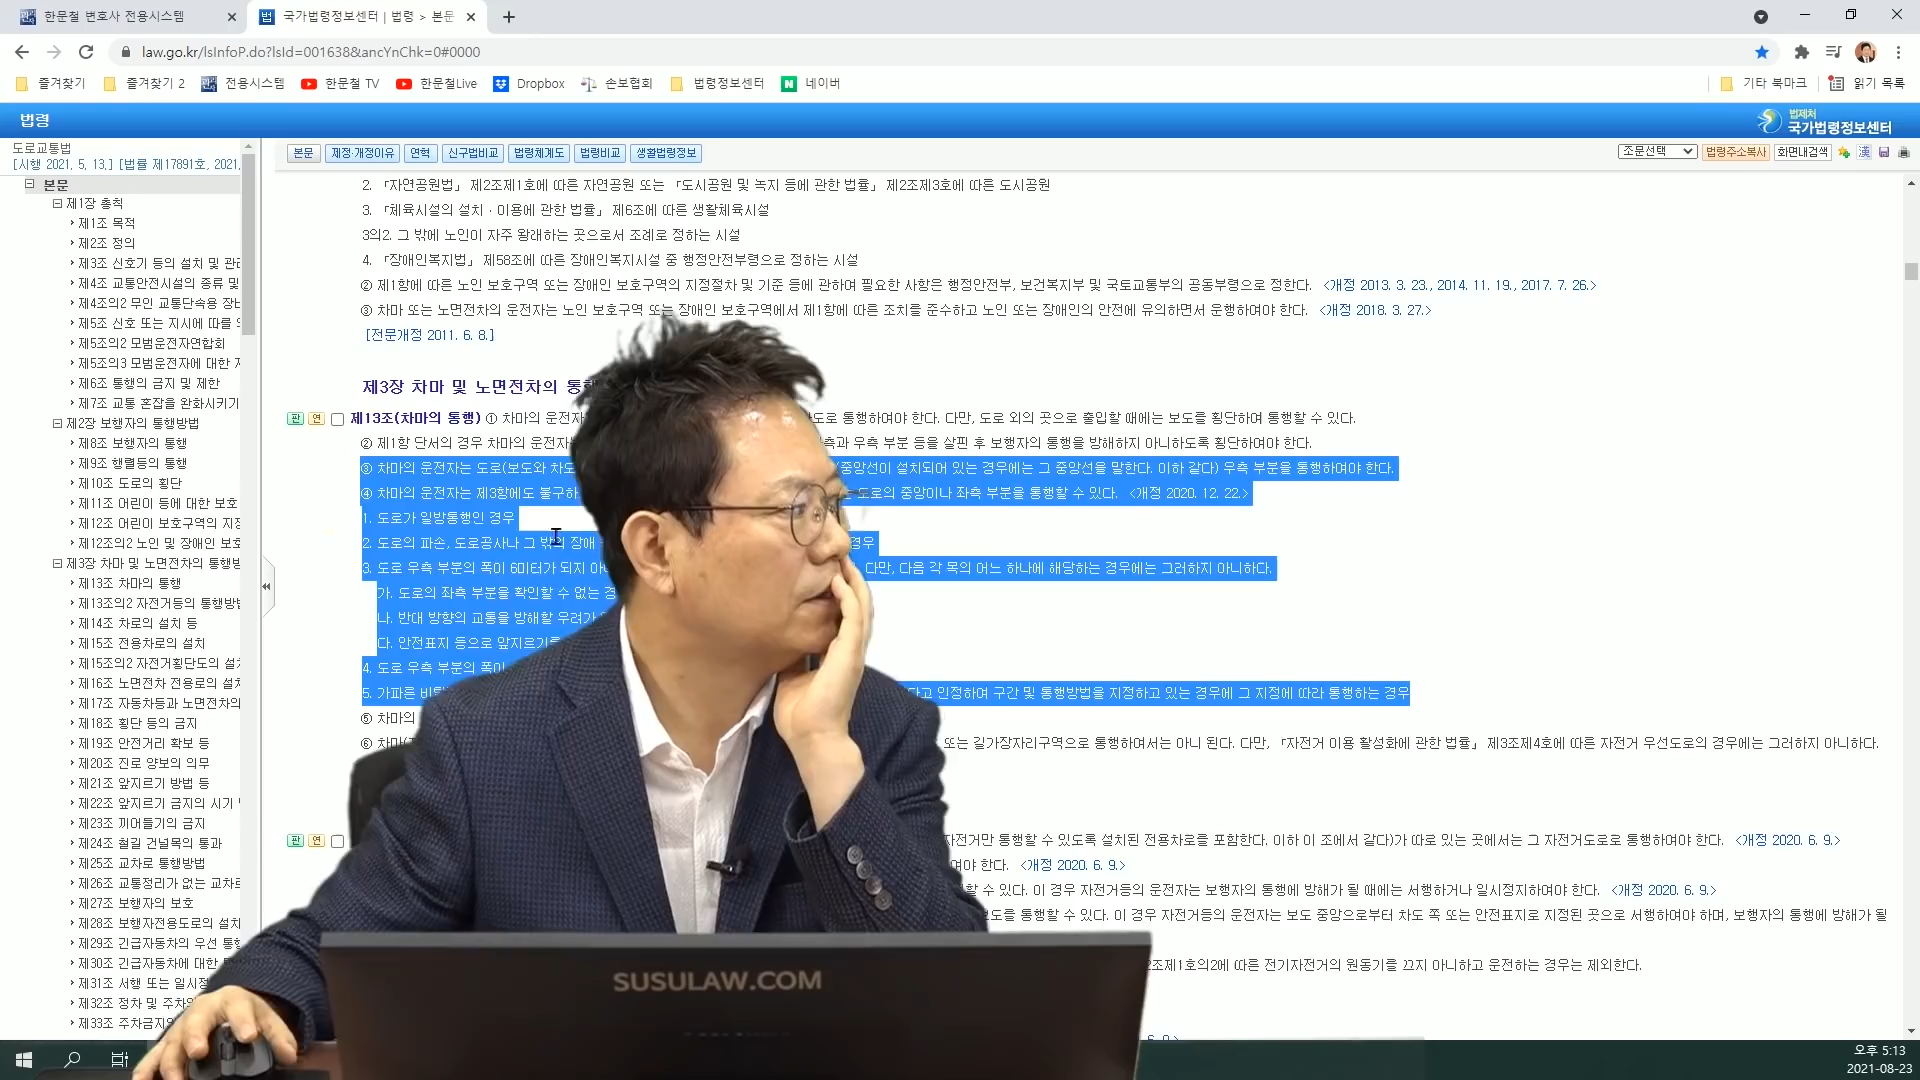 한문철 변호사 전용시스템
국가법령정보센터 | 법령 > 본문
law.go.kr/lsInfoP.do?lsId=001638&ancYnChk=0#0000
즐겨찾기
즐겨찾기 2
전용시스템
한문철 TV
한문철Live
Dropbox
손보협회
법령정보센터
네이버
기타 북마크
읽기 목록
법령
법제처
국가법령정보센터
도로교통법
[시행 2021, 5, 13,] [법률 제17891호, 2021,
본문
제1장 총칙
제1조 목적
제2조 정의
제3조 신호기 등의 설치 및 관리
제4조 교통안전시설의 종류 및
제4조의2 무인 교통단속용 장비
제5조 신호 또는 지시에 따를 의
제5조의2 모범운전자연합회
제5조의3 모범운전자에 대한
제6조 통행의 금지 및 제한
제7조 교통 혼잡을 완화시키기
제2장 보행자의 통행방법
제8조 보행자의 통행
제9조 행렬등의 통행
제10조 도로의 횡단
제11조 어린이 등에 대한 보호
제12조 어린이 보호구역의 지정
제12조의2 노인 및 장애인 보호
제3장 차마 및 노면전차의 통행방
제13조 차마의 통행
제13조의2 자전거등의 통행방법
제14조 차로의 설치 등
제15조 전용차로의 설치
제15조의2 자전거횡단도의 설치
제16조 노면전차 전용로의 설치
제17조 자동차등과 노면전차의
제18조 횡단 등의 금지
제19조 안전거리 확보 등
제20조 진로 양보의 의무
제21조 앞지르기 방법 등
제22조 앞지르기 금지의 시기
제23조 끼어들기의 금지
제24조 철길 건널목의 통과
제25조 교차로 통행방법
제26조 교통정리가 없는 교차로
제27조 보행자의 보호
제28조 보행자전용도로의 설치
제29조 긴급자동차의 우선 통행
제30조 긴급자동차에 대한
제31조 서행 또는 일시정
제32조 정차 및 주차의
제33조 주차금지의
본문 제정·개정이유 연혁 신구법비교 법령체계도 법령비교 생활법령정보
조문선택 법령주소복사 화면내검색 漢
2. 「자연공원법」 제2조제1호에 따른 자연공원 또는 「도시공원 및 녹지 등에 관한 법률」 제2조제3호에 따른 도시공원
3. 「체육시설의 설치ㆍ이용에 관한 법률」 제6조에 따른 생활체육시설
3의2. 그 밖에 노인이 자주 왕래하는 곳으로서 조례로 정하는 시설
4. 「장애인복지법」 제58조에 따른 장애인복지시설 중 행정안전부령으로 정하는 시설
② 제1항에 따른 노인 보호구역 또는 장애인 보호구역의 지정절차 및 기준 등에 관하여 필요한 사항은 행정안전부, 보건복지부 및 국토교통부의 공동부령으로 정한다. <개정 2013. 3. 23., 2014. 11. 19., 2017. 7. 26.>
③ 차마 또는 노면전차의 운전자는 노인 보호구역 또는 장애인 보호구역에서 제1항에 따른 조치를 준수하고 노인 또는 장애인의 안전에 유의하면서 운행하여야 한다. <개정 2018. 3. 27.>
[전문개정 2011. 6. 8.]
제3장 차마 및 노면전차의 통행
판 연 제13조(차마의 통행) ① 차마의 운전자 도로 통행하여야 한다. 다만, 도로 외의 곳으로 출입할 때에는 보도를 횡단하여 통행할 수 있다.
② 제1항 단서의 경우 차마의 운전자 측과 우측 부분 등을 살핀 후 보행자의 통행을 방해하지 아니하도록 횡단하여야 한다.
③ 차마의 운전자는 도로(보도와 차도 (중앙선이 설치되어 있는 경우에는 그 중앙선을 말한다. 이하 같다) 우측 부분을 통행하여야 한다.
④ 차마의 운전자는 제3항에도 불구하 는 도로의 중앙이나 좌측 부분을 통행할 수 있다. <개정 2020. 12. 22.>
1. 도로가 일방통행인 경우
2. 도로의 파손, 도로공사나 그 밖의 장애 경우
3. 도로 우측 부분의 폭이 6미터가 되지 아 다만, 다음 각 목의 어느 하나에 해당하는 경우에는 그러하지 아니하다.
가. 도로의 좌측 부분을 확인할 수 없는 경
나. 반대 방향의 교통을 방해할 우려가
다. 안전표지 등으로 앞지르기를
4. 도로 우측 부분의 폭이
5. 가파른 비탈 다고 인정하여 구간 및 통행방법을 지정하고 있는 경우에 그 지정에 따라 통행하는 경우
⑤ 차마의
⑥ 차마( 또는 길가장자리구역으로 통행하여서는 아니 된다. 다만, 「자전거 이용 활성화에 관한 법률」 제3조제4호에 따른 자전거 우선도로의 경우에는 그러하지 아니하다.
판 연 자전거만 통행할 수 있도록 설치된 전용차로를 포함한다. 이하 이 조에서 같다)가 따로 있는 곳에서는 그 자전거도로로 통행하여야 한다. <개정 2020. 6. 9.>
여야 한다. <개정 2020. 6. 9.>
할 수 있다. 이 경우 자전거등의 운전자는 보행자의 통행에 방해가 될 때에는 서행하거나 일시정지하여야 한다. <개정 2020. 6. 9.>
보도를 통행할 수 있다. 이 경우 자전거등의 운전자는 보도 중앙으로부터 차도 쪽 또는 안전표지로 지정된 곳으로 서행하여야 하며, 보행자의 통행에 방해가 될
2조제1호의2에 따른 전기자전거의 원동기를 끄지 아니하고 운전하는 경우는 제외한다.
SUSULAW.COM
오후 5:13
2021-08-23